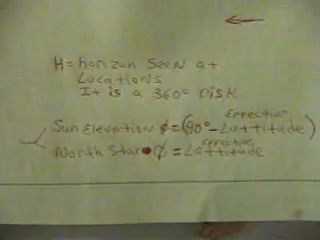 H = horizon seen at
Locations
It is a 360° Disk
Effective
Sun Elevation φ = (90° - Lattitude)
Effective
North Star φ = Lattitude